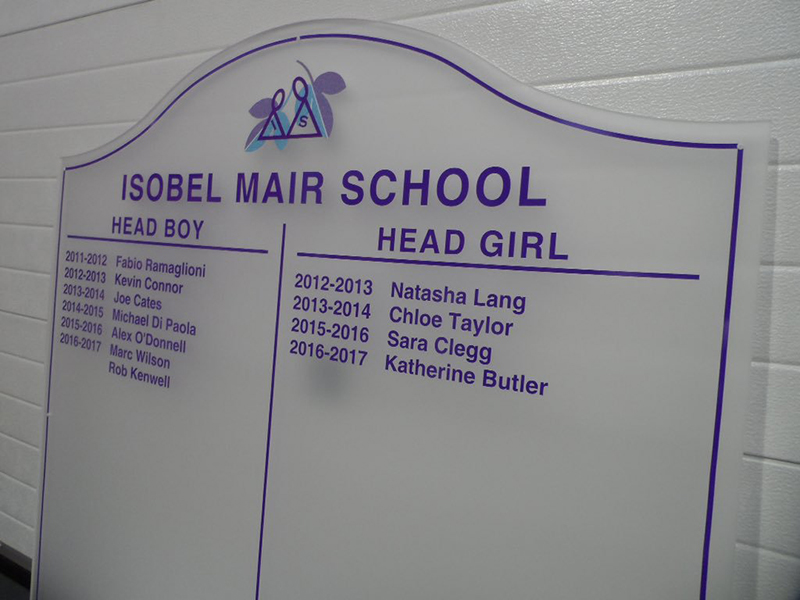 I S
ISOBEL MAIR SCHOOL
HEAD BOY
2011-2012 Fabio Ramaglioni
2012-2013 Kevin Connor
2013-2014 Joe Cates
2014-2015 Michael Di Paola
2015-2016 Alex O'Donnell
2016-2017 Marc Wilson
Rob Kenwell
HEAD GIRL
2012-2013 Natasha Lang
2013-2014 Chloe Taylor
2015-2016 Sara Clegg
2016-2017 Katherine Butler